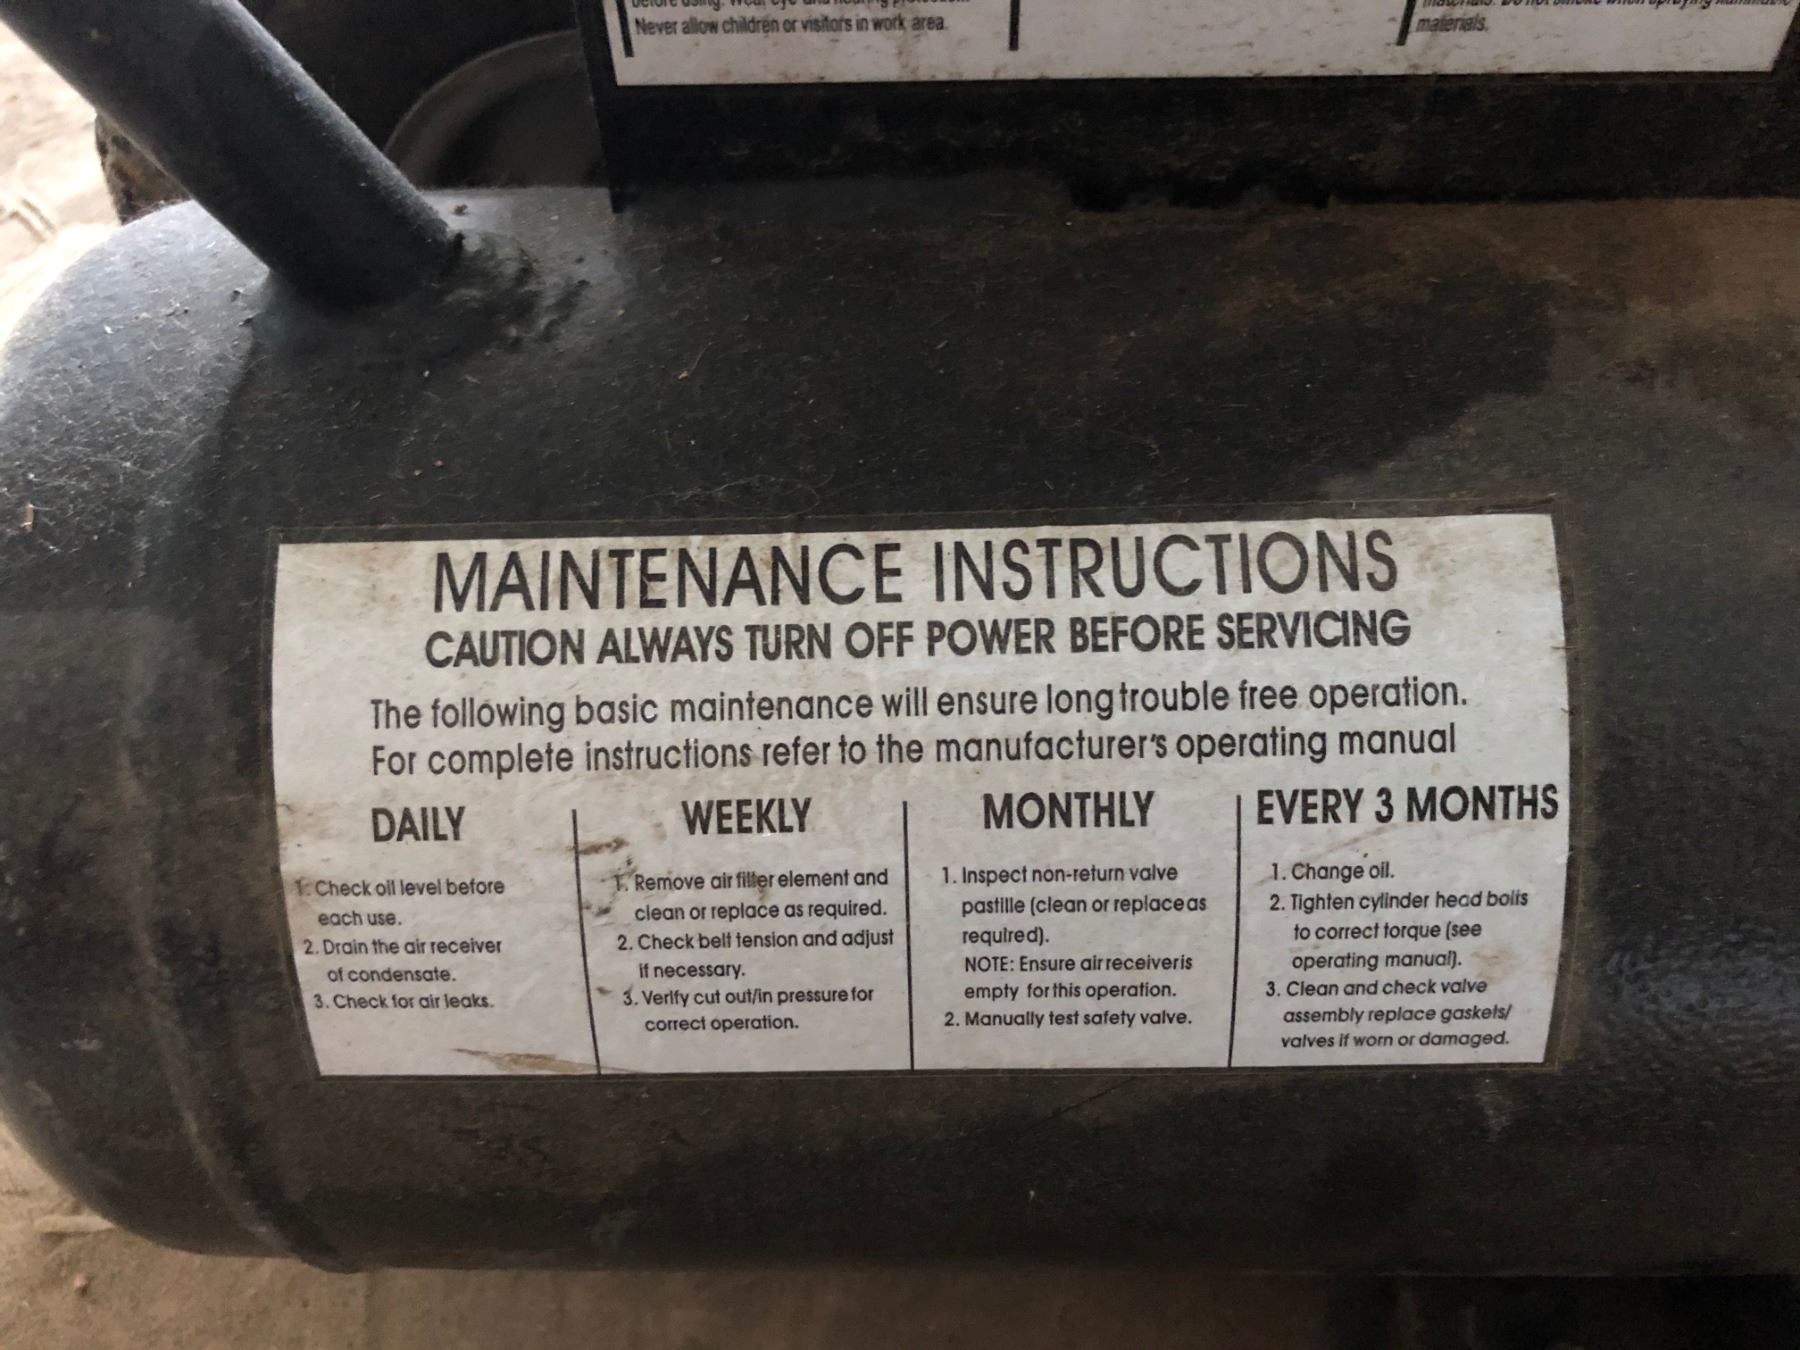 Never allow children or visitors in work area.
materials.
MAINTENANCE INSTRUCTIONS
CAUTION ALWAYS TURN OFF POWER BEFORE SERVICING
The following basic maintenance will ensure long trouble free operation.
For complete instructions refer to the manufacturer's operating manual
DAILY
1. Check oil level before
each use.
2. Drain the air receiver
of condensate.
3. Check for air leaks.
WEEKLY
1. Remove air filter element and
clean or replace as required.
2. Check belt tension and adjust
if necessary.
3. Verify cut out/in pressure for
correct operation.
MONTHLY
1. Inspect non-return valve
pastille (clean or replace as
required).
NOTE: Ensure air receiver is
empty for this operation.
2. Manually test safety valve.
EVERY 3 MONTHS
1. Change oil.
2. Tighten cylinder head bolts
to correct torque (see
operating manual).
3. Clean and check valve
assembly replace gaskets/
valves if worn or damaged.